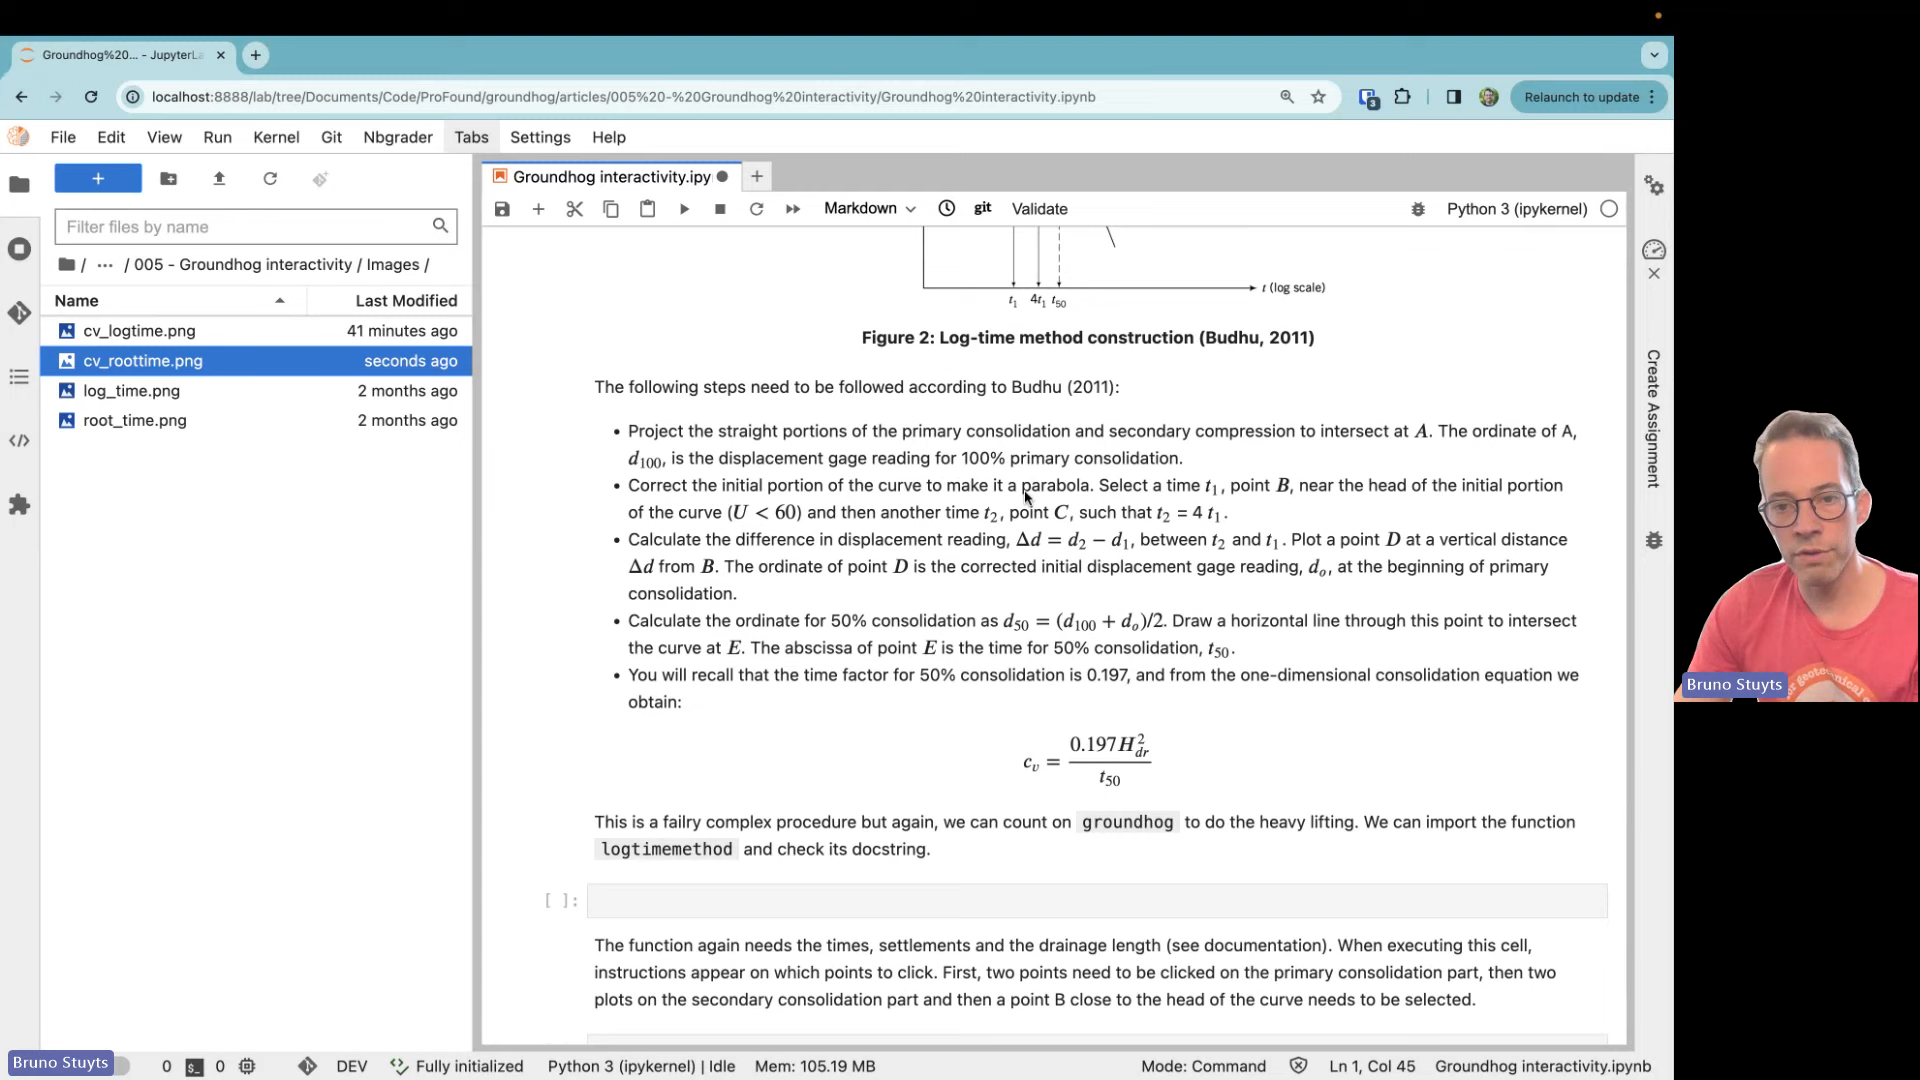 Groundhog%20... - JupyterLa
localhost:8888/lab/tree/Documents/Code/ProFound/groundhog/articles/005%20-%20Groundhog%20interactivity/Groundhog%20interactivity.ipynb
3
Relaunch to update
File Edit View Run Kernel Git Nbgrader Tabs Settings Help
Groundhog interactivity.ipy
Filter files by name
Markdown
git
Validate
Python 3 (ipykernel)
/ ... / 005 - Groundhog interactivity / Images /
Name Last Modified
cv_logtime.png 41 minutes ago
cv_roottime.png seconds ago
log_time.png 2 months ago
root_time.png 2 months ago
t (log scale)
t1 4t1 t50
Figure 2: Log-time method construction (Budhu, 2011)
The following steps need to be followed according to Budhu (2011):
• Project the straight portions of the primary consolidation and secondary compression to intersect at A. The ordinate of A,
d100, is the displacement gage reading for 100% primary consolidation.
• Correct the initial portion of the curve to make it a parabola. Select a time t1, point B, near the head of the initial portion
of the curve (U < 60) and then another time t2, point C, such that t2 = 4 t1.
• Calculate the difference in displacement reading, Δd = d2 − d1, between t2 and t1. Plot a point D at a vertical distance
Δd from B. The ordinate of point D is the corrected initial displacement gage reading, do, at the beginning of primary
consolidation.
• Calculate the ordinate for 50% consolidation as d50 = (d100 + do)/2. Draw a horizontal line through this point to intersect
the curve at E. The abscissa of point E is the time for 50% consolidation, t50.
• You will recall that the time factor for 50% consolidation is 0.197, and from the one-dimensional consolidation equation we
obtain:
cv = 0.197H²dr / t50
This is a failry complex procedure but again, we can count on groundhog to do the heavy lifting. We can import the function
logtimemethod and check its docstring.
[ ]:
The function again needs the times, settlements and the drainage length (see documentation). When executing this cell,
instructions appear on which points to click. First, two points need to be clicked on the primary consolidation part, then two
plots on the secondary consolidation part and then a point B close to the head of the curve needs to be selected.
Create Assignment
Bruno Stuyts
Bruno Stuyts
0 0 DEV Fully initialized Python 3 (ipykernel) | Idle Mem: 105.19 MB Mode: Command Ln 1, Col 45 Groundhog interactivity.ipynb